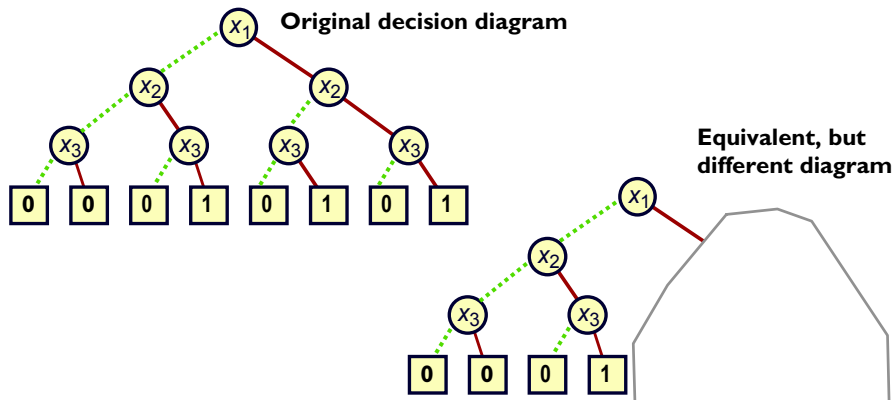 Original decision diagram
x1
x2 x2
x3 x3 x3 x3
0 0 0 1 0 1 0 1
Equivalent, but
different diagram
x1
x2
x3 x3
0 0 0 1